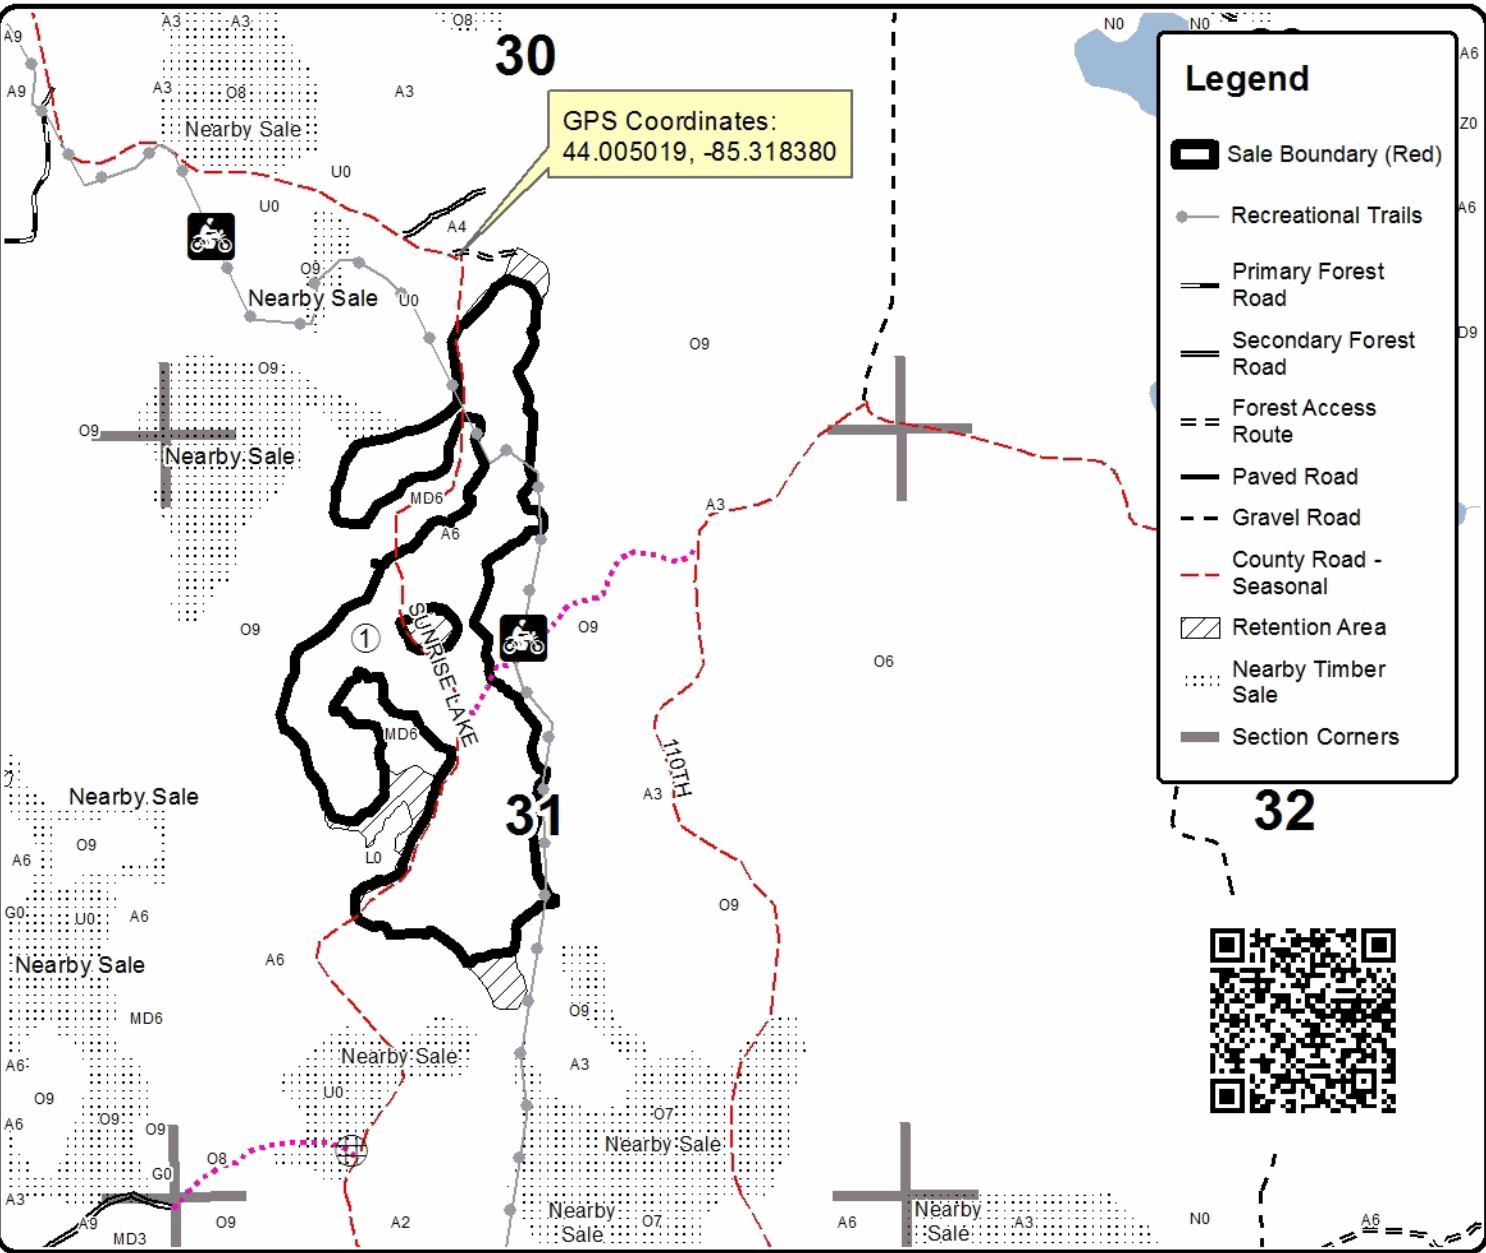 A3
A3
O8
30
N0
N0
A9
A6
A9
A3
O8
A3
Legend
Nearby Sale
GPS Coordinates:
44.005019, -85.318380
Z0
Sale Boundary (Red)
U0
U0
A4
A6
Recreational Trails
O9
Nearby Sale
U0
Primary Forest
Road
O9
D9
Secondary Forest
Road
O9
O9
Nearby Sale
Forest Access
Route
Paved Road
MD6
A3
Gravel Road
A6
County Road -
Seasonal
O9
1
SUNRISE LAKE
O9
O6
Retention Area
Nearby Timber
Sale
MD6
110TH
Section Corners
Nearby Sale
A3
31
32
O9
A6
L0
G0
U0
A6
O9
Nearby Sale
A6
MD6
O9
A6
Nearby Sale
A3
O9
U0
O9
O7
A6
O9
Nearby Sale
G0
O8
A3
A9
O9
MD3
A2
Nearby
Sale
O7
A6
Nearby
Sale
A3
N0
A6